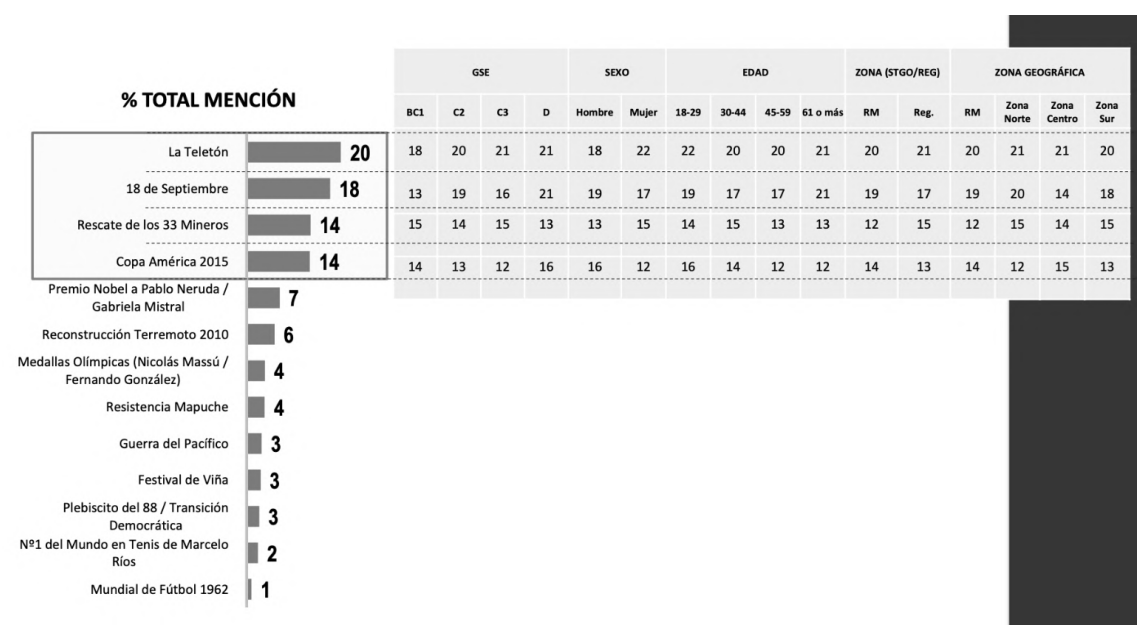 % TOTAL MENCIÓN
GSE SEXO EDAD ZONA (STGO/REG) ZONA GEOGRÁFICA
BC1 C2 C3 D Hombre Mujer 18-29 30-44 45-59 61 o más RM Reg. RM Zona Norte Zona Centro Zona Sur
La Teletón 20 18 20 21 21 18 22 22 20 20 21 20 21 20 21 21 20
18 de Septiembre 18 13 19 16 21 19 17 19 17 17 21 19 17 19 20 14 18
Rescate de los 33 Mineros 14 15 14 15 13 13 15 14 15 13 13 12 15 12 15 14 15
Copa América 2015 14 14 13 12 16 16 12 16 14 12 12 14 13 14 12 15 13
Premio Nobel a Pablo Neruda /
Gabriela Mistral 7
Reconstrucción Terremoto 2010 6
Medallas Olímpicas (Nicolás Massú /
Fernando González) 4
Resistencia Mapuche 4
Guerra del Pacífico 3
Festival de Viña 3
Plebiscito del 88 / Transición
Democrática 3
Nº1 del Mundo en Tenis de Marcelo
Ríos 2
Mundial de Fútbol 1962 1